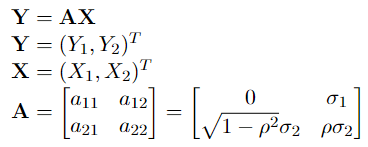 Y = AX
Y = (Y₁, Y₂)ᵀ
X = (X₁, X₂)ᵀ
A = [a₁₁ a₁₂; a₂₁ a₂₂] = [0 σ₁; √(1 − ρ²)σ₂ ρσ₂]